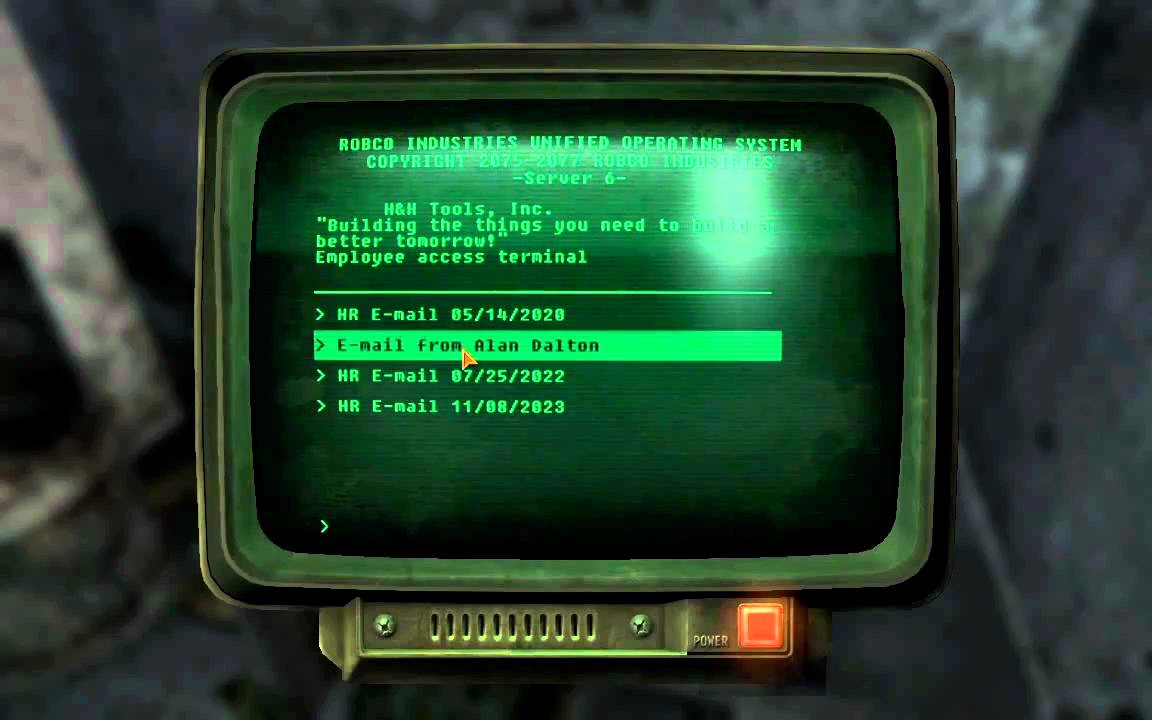 ROBCO INDUSTRIES UNIFIED OPERATING SYSTEM
COPYRIGHT 2075-2077 ROBCO INDUSTRIES
-Server 6-
H&H Tools, Inc.
"Building the things you need to build a
better tomorrow!"
Employee access terminal
> HR E-mail 05/14/2020
> E-mail from Alan Dalton
> HR E-mail 07/25/2022
> HR E-mail 11/08/2023
>
POWER